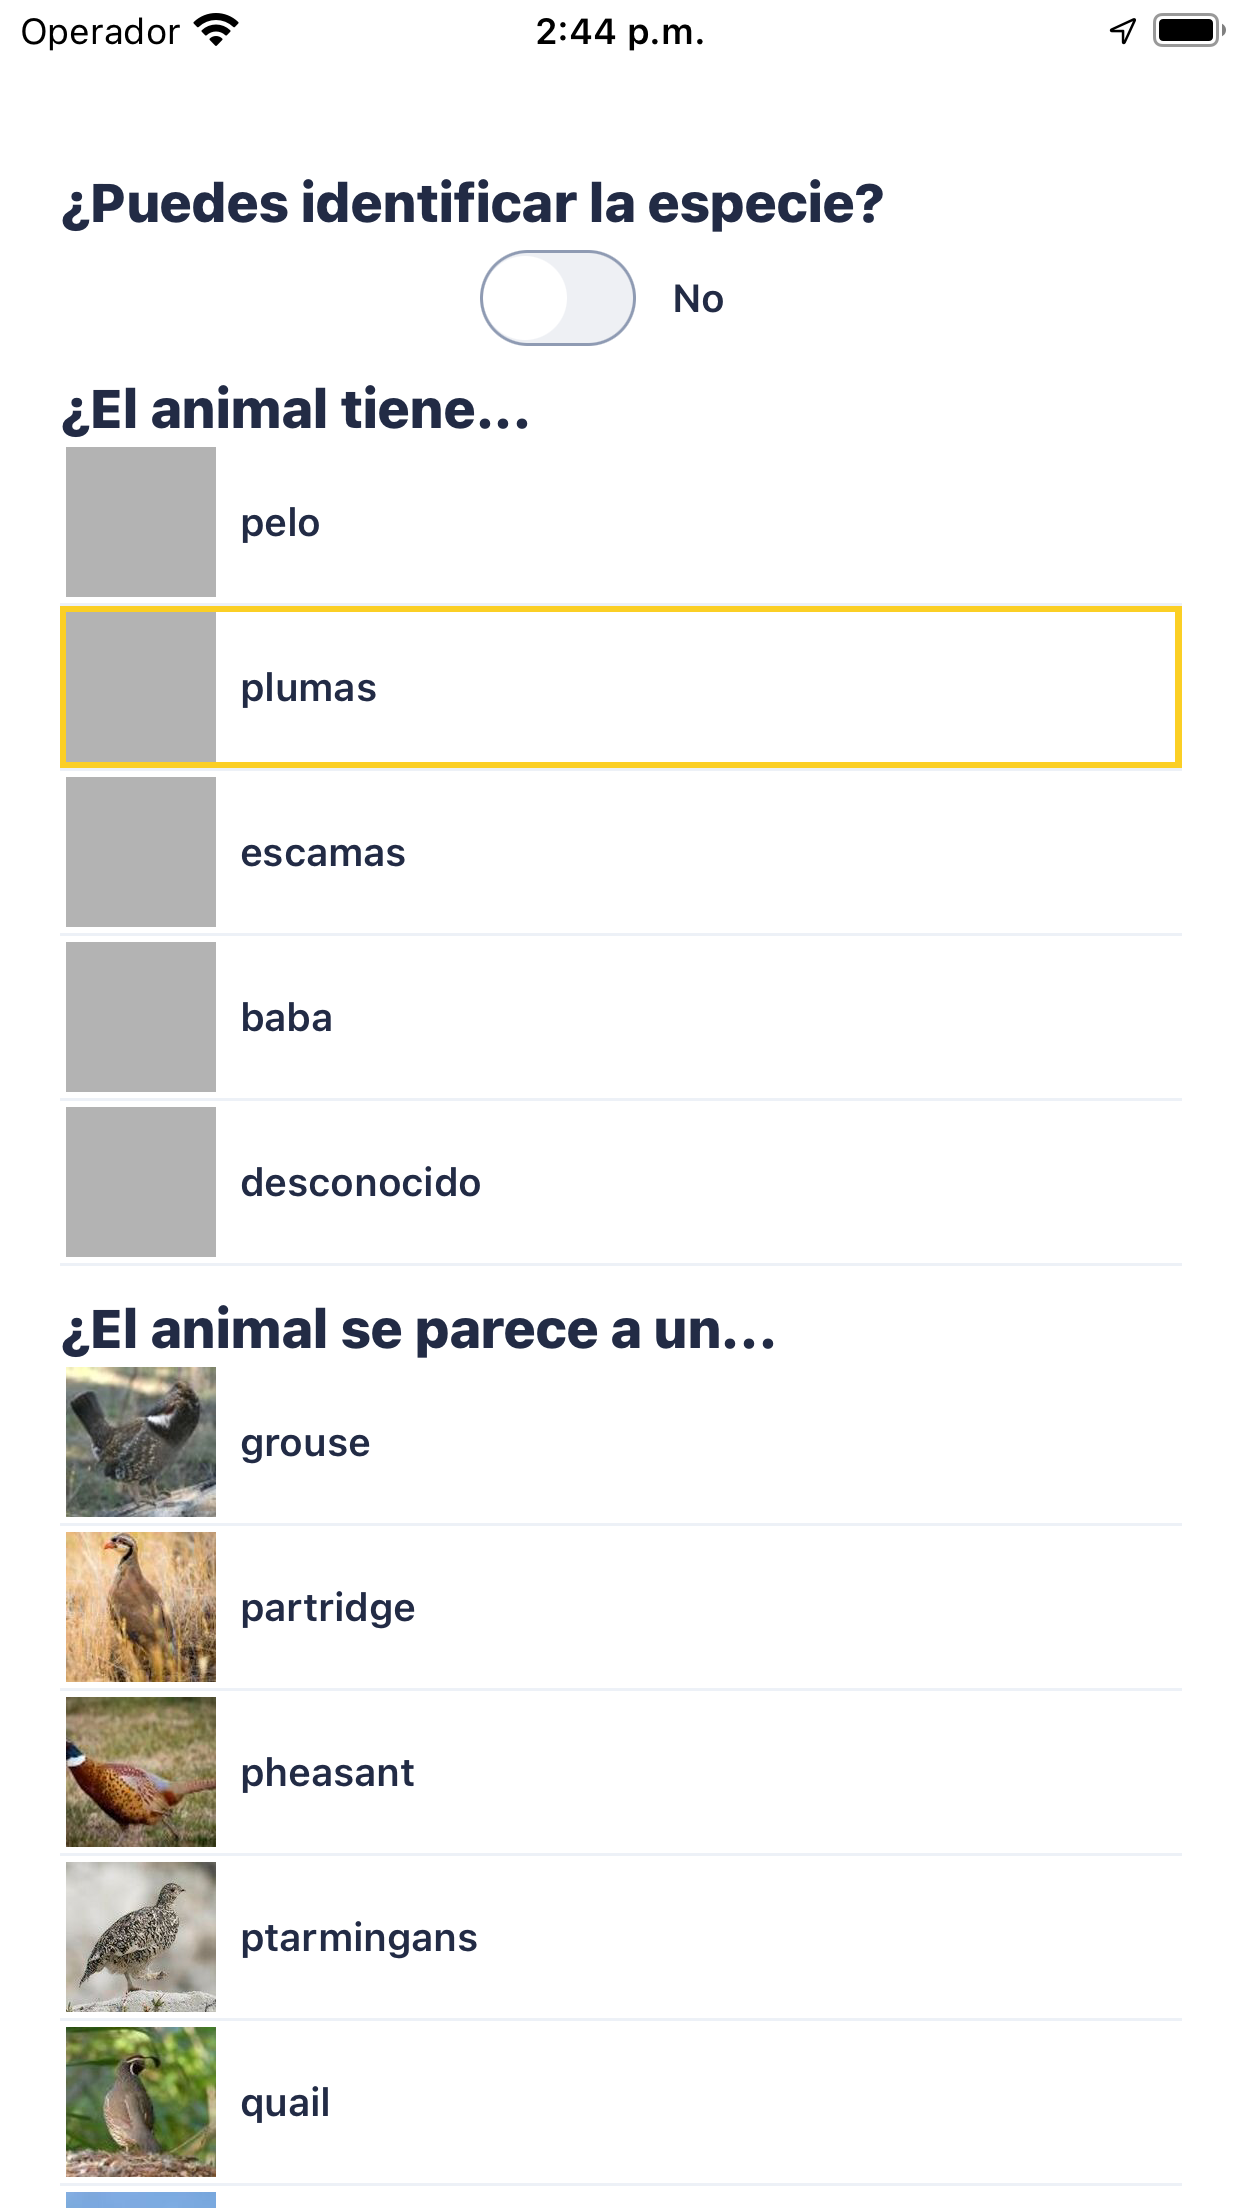 Operador
2:44 p.m.
¿Puedes identificar la especie?
No
¿El animal tiene...
pelo
plumas
escamas
baba
desconocido
¿El animal se parece a un...
grouse
partridge
pheasant
ptarmingans
quail